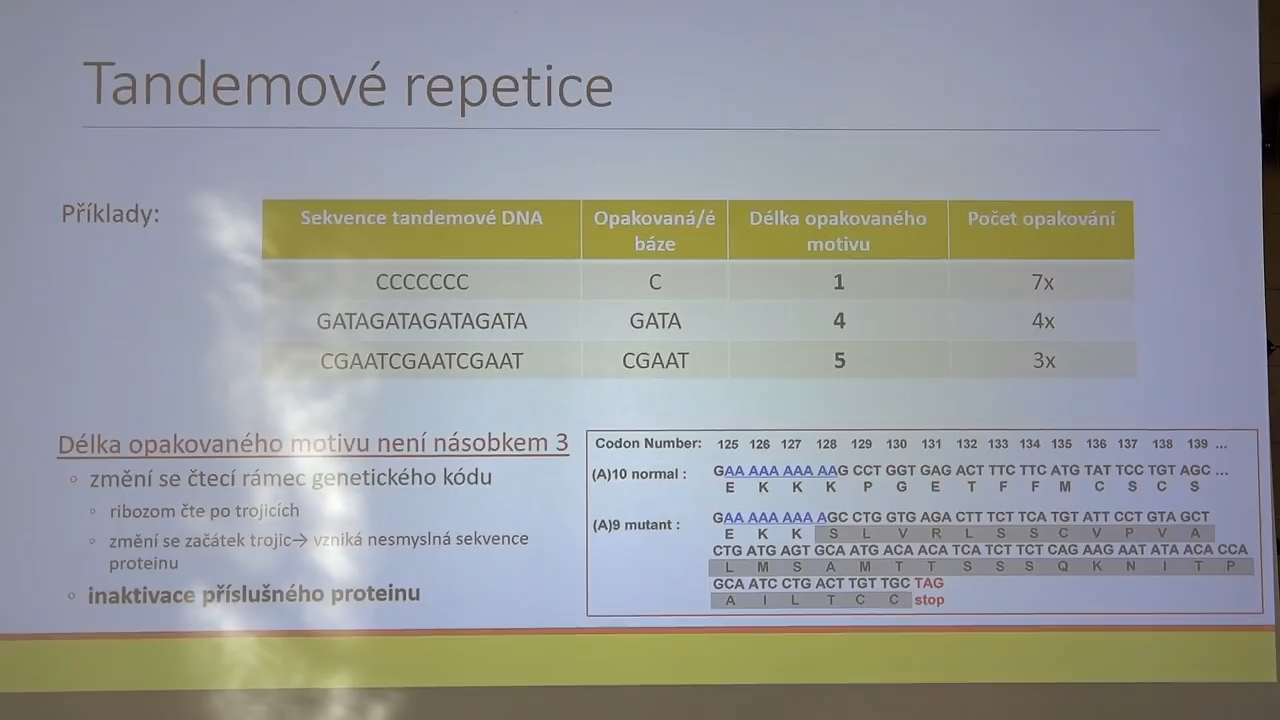 Tandemové repetice
Příklady:
Sekvence tandemové DNA
Opakovaná/é
báze
Délka opakovaného
motivu
Počet opakování
CCCCCCC C 1 7x
GATAGATAGATAGATA GATA 4 4x
CGAATCGAATCGAAT CGAAT 5 3x
Délka opakovaného motivu není násobkem 3
◦ změní se čtecí rámec genetického kódu
◦ ribozom čte po trojicích
◦ změní se začátek trojic→ vzniká nesmyslná sekvence
proteinu
◦ inaktivace příslušného proteinu
Codon Number: 125 126 127 128 129 130 131 132 133 134 135 136 137 138 139 ...
(A)10 normal : GAA AAA AAA AAG CCT GGT GAG ACT TTC TTC ATG TAT TCC TGT AGC ...
E K K K P G E T F F M C S C S
(A)9 mutant : GAA AAA AAA AGC CTG GTG AGA CTT TCT TCA TGT ATT CCT GTA GCT
E K K S L V R L S S C V P V A
CTG ATG AGT GCA ATG ACA ACA TCA TCT TCT CAG AAG AAT ATA ACA CCA
L M S A M T T S S S Q K N I T P
GCA ATC CTG ACT TGT TGC TAG
A I L T C C stop